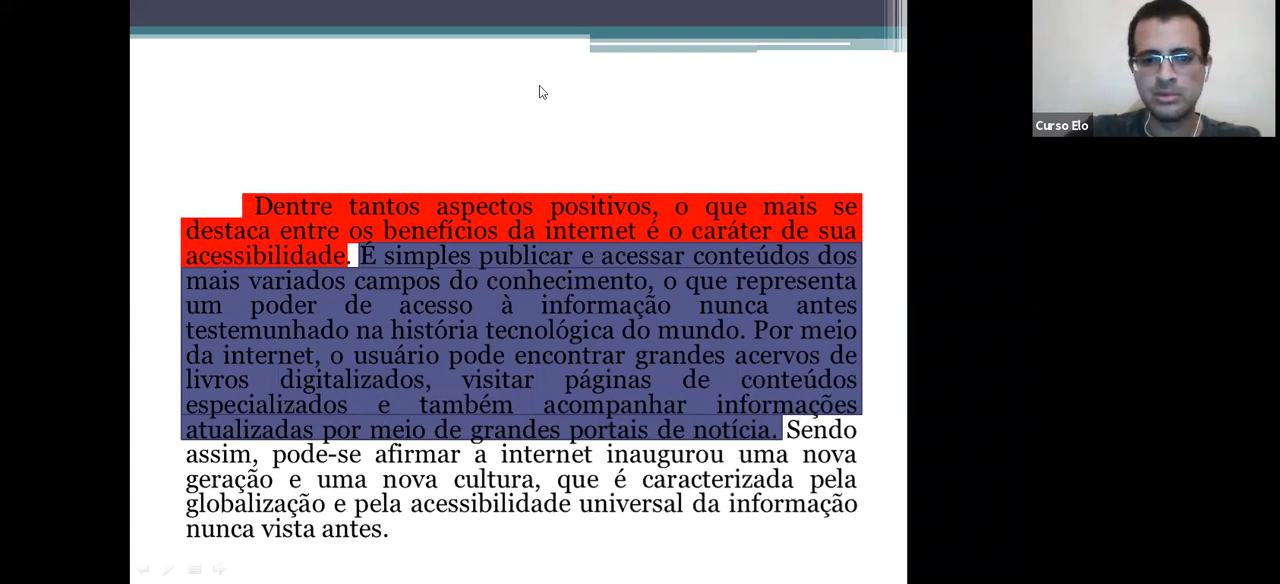 Curso Elo
Dentre tantos aspectos positivos, o que mais se
destaca entre os benefícios da internet é o caráter de sua
acessibilidade. É simples publicar e acessar conteúdos dos
mais variados campos do conhecimento, o que representa
um poder de acesso à informação nunca antes
testemunhado na história tecnológica do mundo. Por meio
da internet, o usuário pode encontrar grandes acervos de
livros digitalizados, visitar páginas de conteúdos
especializados e também acompanhar informações
atualizadas por meio de grandes portais de notícia. Sendo
assim, pode-se afirmar a internet inaugurou uma nova
geração e uma nova cultura, que é caracterizada pela
globalização e pela acessibilidade universal da informação
nunca vista antes.